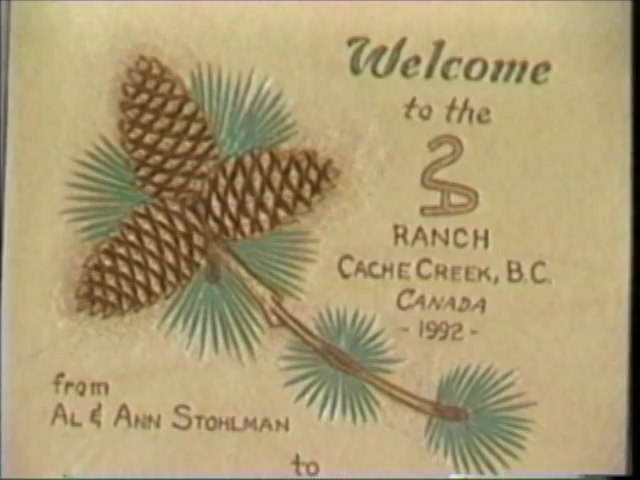 Welcome
to the
RANCH
CACHE CREEK, B.C.
CANADA
- 1992 -
from
AL & ANN STOHLMAN
to